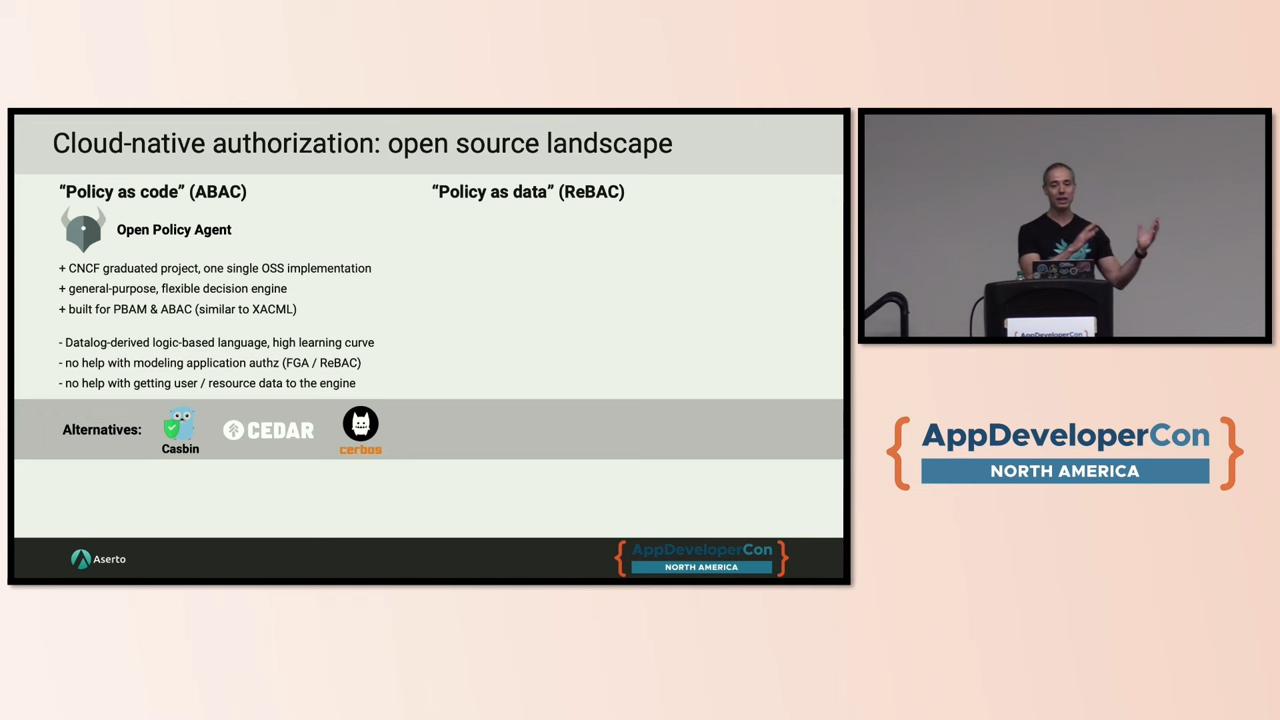 Cloud-native authorization: open source landscape
“Policy as code” (ABAC)
“Policy as data” (ReBAC)
Open Policy Agent
+ CNCF graduated project, one single OSS implementation
+ general-purpose, flexible decision engine
+ built for PBAM & ABAC (similar to XACML)
- Datalog-derived logic-based language, high learning curve
- no help with modeling application authz (FGA / ReBAC)
- no help with getting user / resource data to the engine
Alternatives:
Casbin
CEDAR
cerbos
Aserto
AppDeveloperCon
NORTH AMERICA
AppDeveloperCon
AppDeveloperCon
NORTH AMERICA